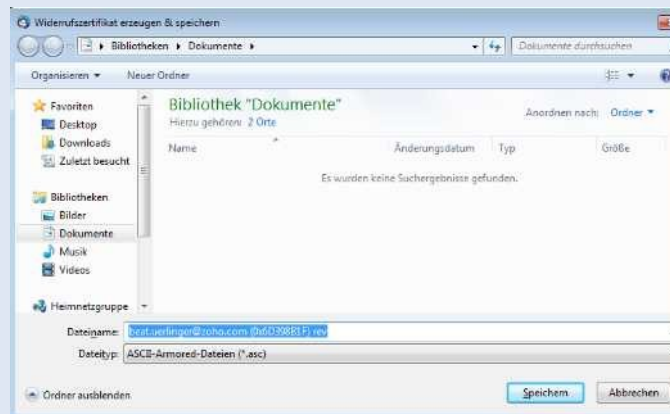 Widerrufszertifikat erzeugen & speichern
Bibliotheken Dokumente Dokumente durchsuchen
Organisieren Neuer Ordner
Favoriten
Desktop
Downloads
Zuletzt besucht
Bibliotheken
Bilder
Dokumente
Musik
Videos
Heimnetzgruppe
Bibliothek "Dokumente"
Hierzu gehören: 2 Orte
Anordnen nach: Ordner
Name Änderungsdatum Typ Größe
Es wurden keine Suchergebnisse gefunden.
Dateiname: beat.uerlinger@zoho.com (0x6D398B1F) rev
Dateityp: ASCII-Armored-Dateien (*.asc)
Ordner ausblenden Speichern Abbrechen